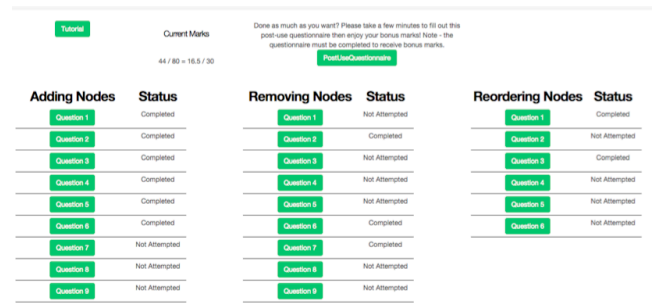 Tutorial
Current Marks
44 / 80 = 16.5 / 30
Done as much as you want? Please take a few minutes to fill out this
post-use questionnaire then enjoy your bonus marks! Note - the
questionnaire must be completed to receive bonus marks.
PostUseQuestionnaire
Adding Nodes Status
Question 1 Completed
Question 2 Completed
Question 3 Completed
Question 4 Completed
Question 5 Completed
Question 6 Completed
Question 7 Not Attempted
Question 8 Not Attempted
Question 9 Not Attempted
Removing Nodes Status
Question 1 Not Attempted
Question 2 Completed
Question 3 Not Attempted
Question 4 Not Attempted
Question 5 Not Attempted
Question 6 Completed
Question 7 Completed
Question 8 Not Attempted
Question 9 Not Attempted
Reordering Nodes Status
Question 1 Completed
Question 2 Not Attempted
Question 3 Completed
Question 4 Not Attempted
Question 5 Not Attempted
Question 6 Not Attempted